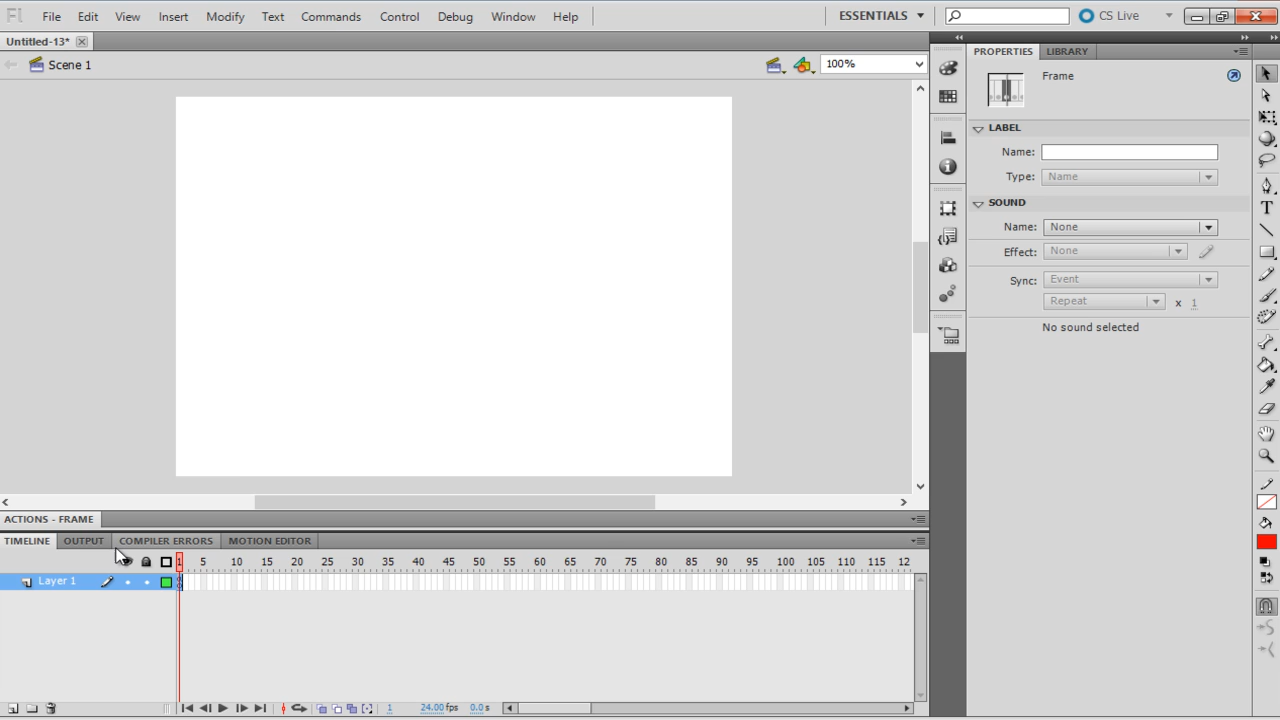 Fl File Edit View Insert Modify Text Commands Control Debug Window Help ESSENTIALS CS Live
Untitled-13*
Scene 1 100%
PROPERTIES LIBRARY
Frame
LABEL
Name:
Type: Name
SOUND
Name: None
Effect: None
Sync: Event
Repeat x 1
No sound selected
ACTIONS - FRAME
TIMELINE OUTPUT COMPILER ERRORS MOTION EDITOR
1 5 10 15 20 25 30 35 40 45 50 55 60 65 70 75 80 85 90 95 100 105 110 115 12
Layer 1
1 24.00 fps 0.0 s